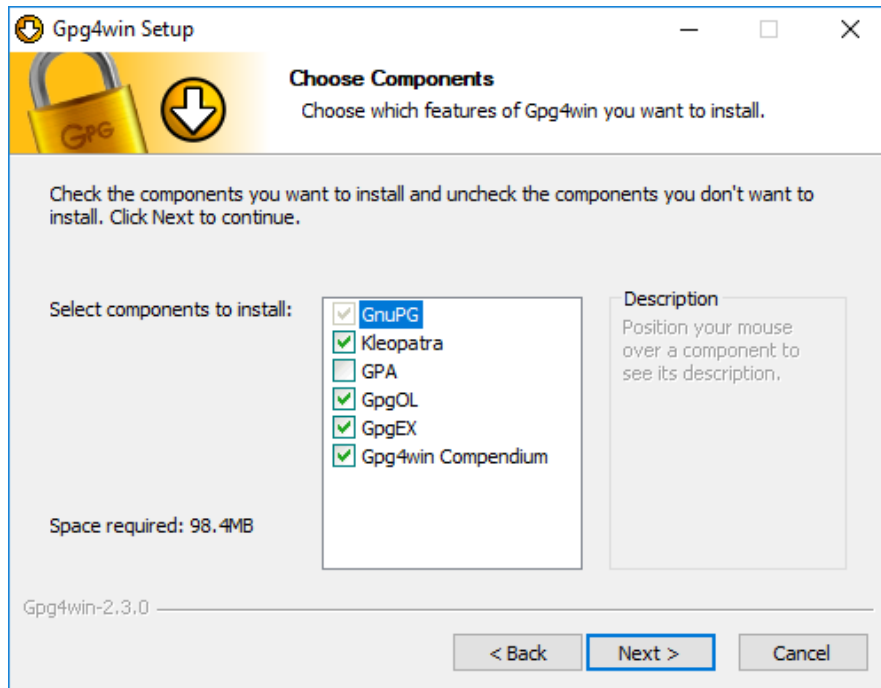 Gpg4win Setup
Choose Components
Choose which features of Gpg4win you want to install.
GPG
Check the components you want to install and uncheck the components you don't want to
install. Click Next to continue.
Select components to install:
GnuPG
Kleopatra
GPA
GpgOL
GpgEX
Gpg4win Compendium
Description
Position your mouse
over a component to
see its description.
Space required: 98.4MB
Gpg4win-2.3.0
< Back
Next >
Cancel